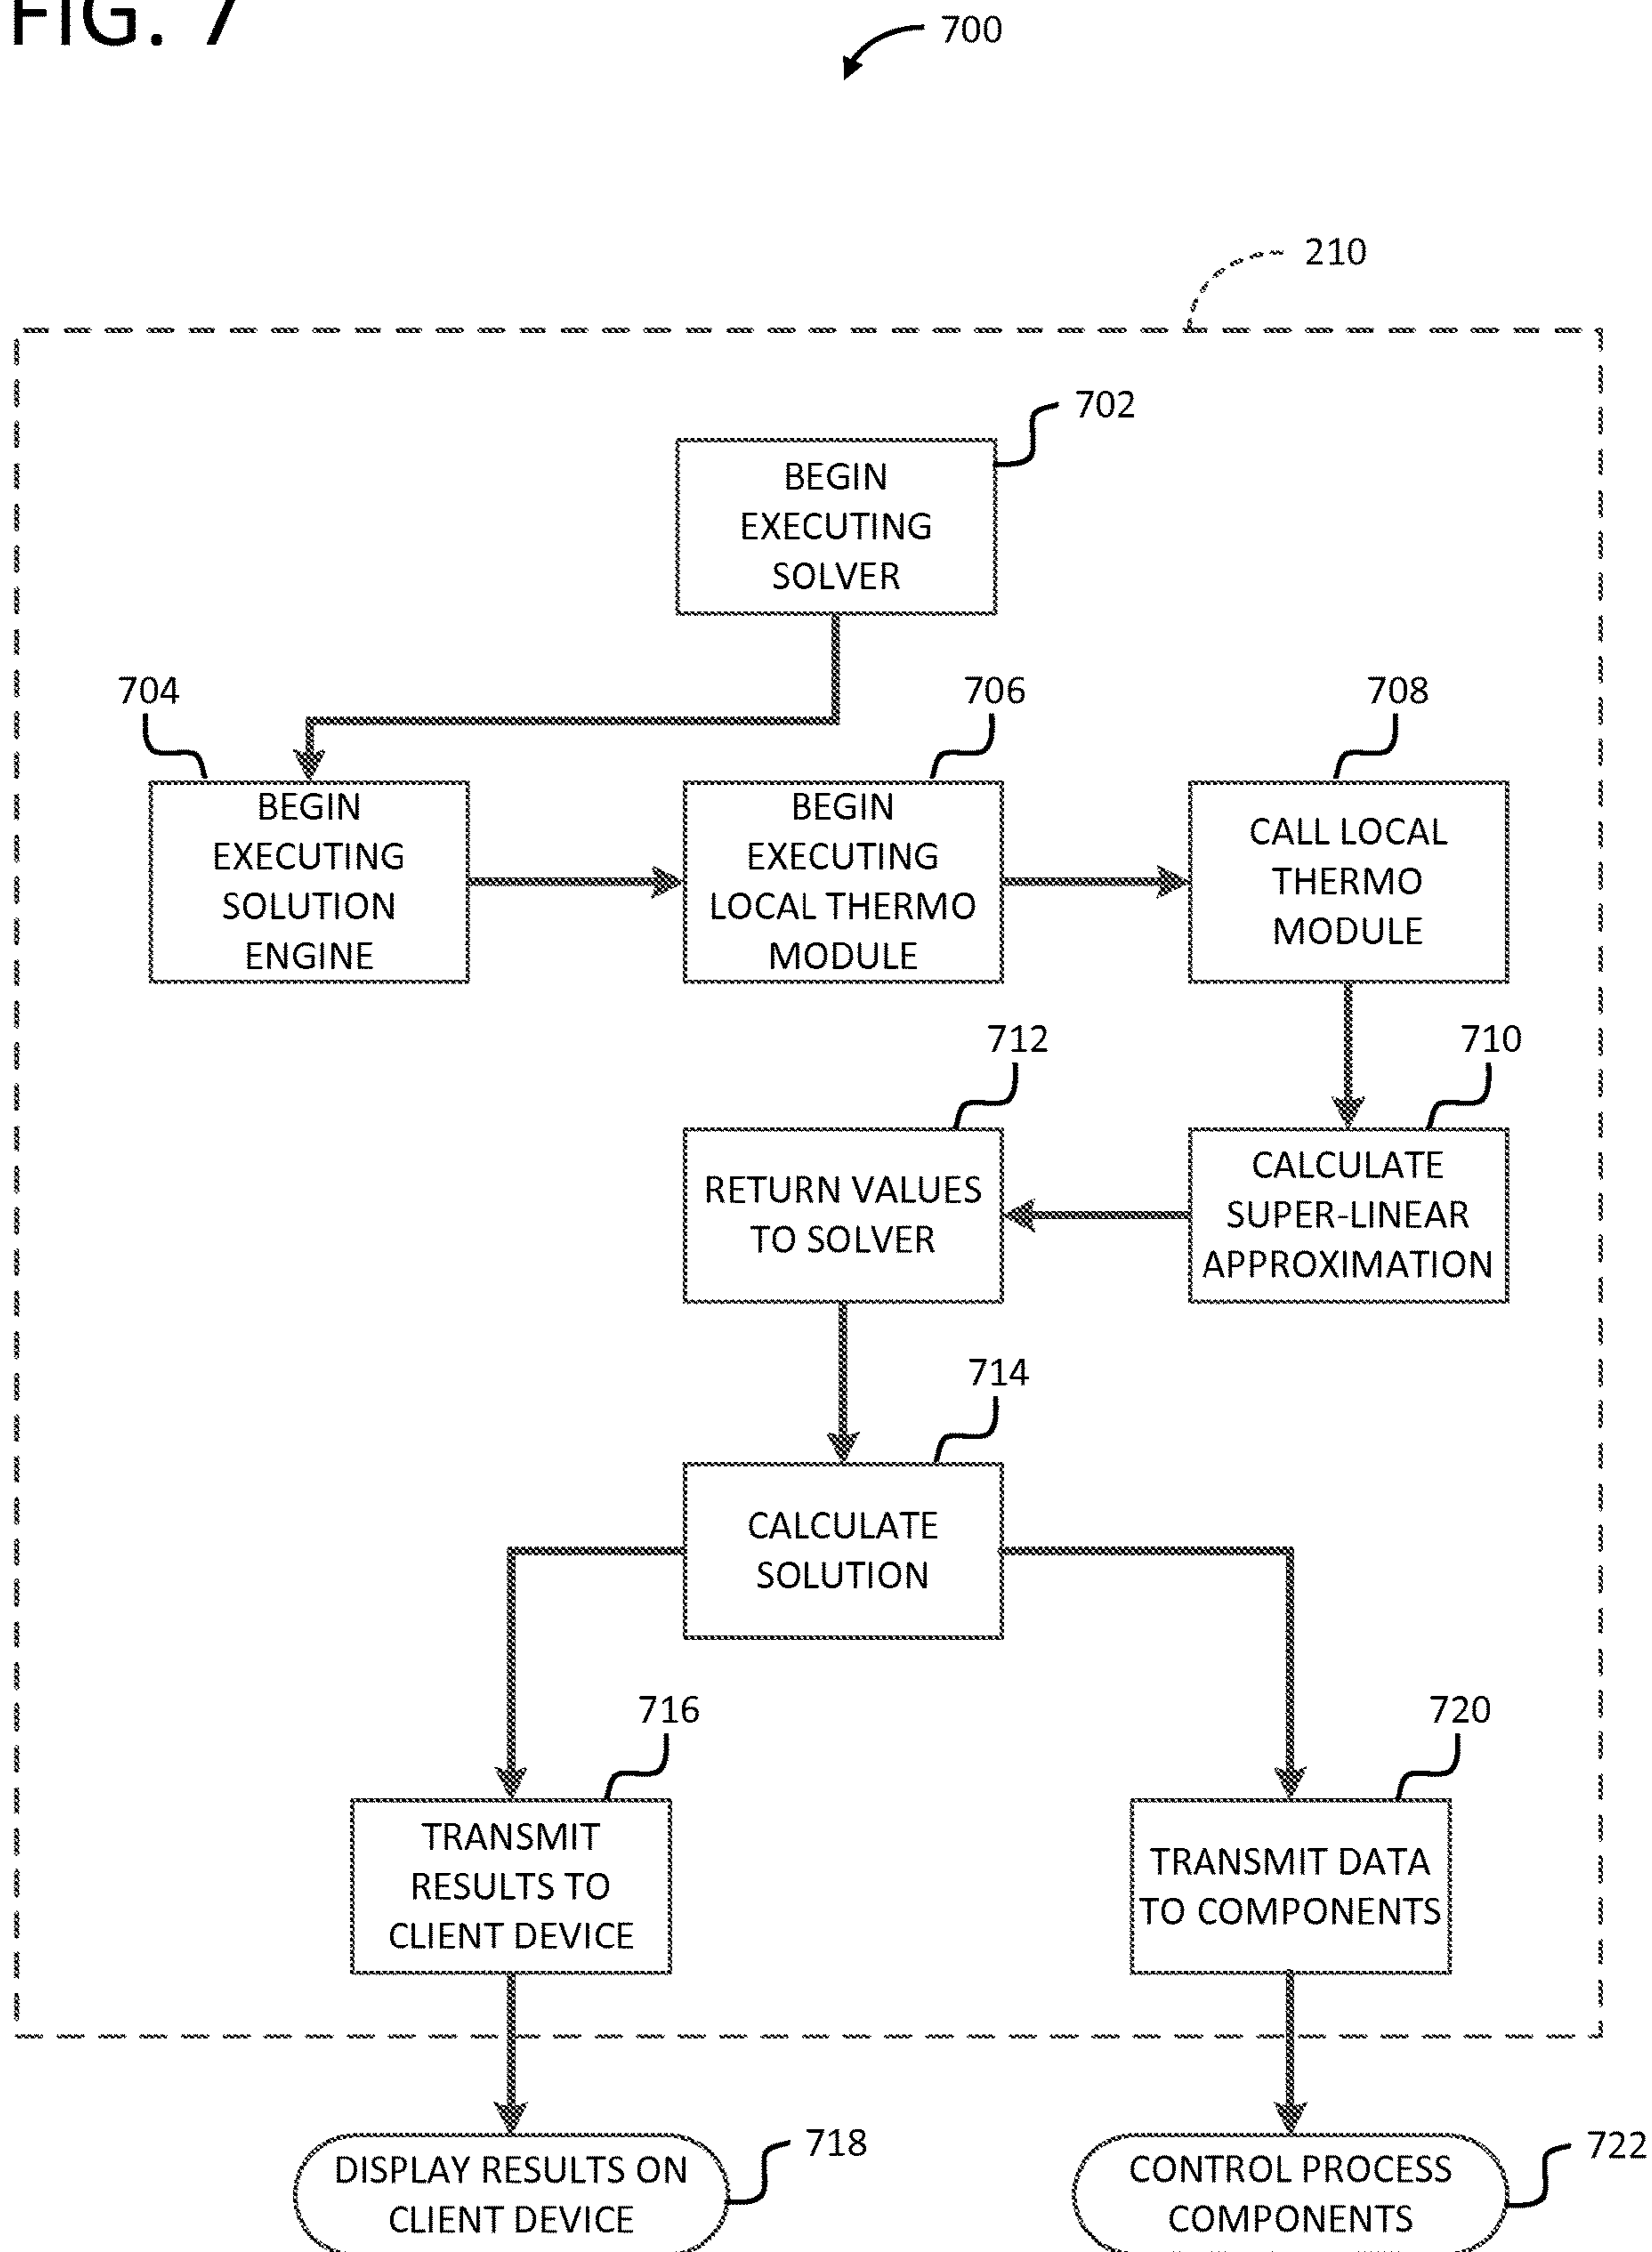 FIG. 7
700
210
702
BEGIN
EXECUTING
SOLVER
704
706
708
BEGIN
EXECUTING
SOLUTION
ENGINE
BEGIN
EXECUTING
LOCAL THERMO
MODULE
CALL LOCAL
THERMO
MODULE
712
710
RETURN VALUES
TO SOLVER
CALCULATE
SUPER-LINEAR
APPROXIMATION
714
CALCULATE
SOLUTION
716
720
TRANSMIT
RESULTS TO
CLIENT DEVICE
TRANSMIT DATA
TO COMPONENTS
718
DISPLAY RESULTS ON
CLIENT DEVICE
722
CONTROL PROCESS
COMPONENTS